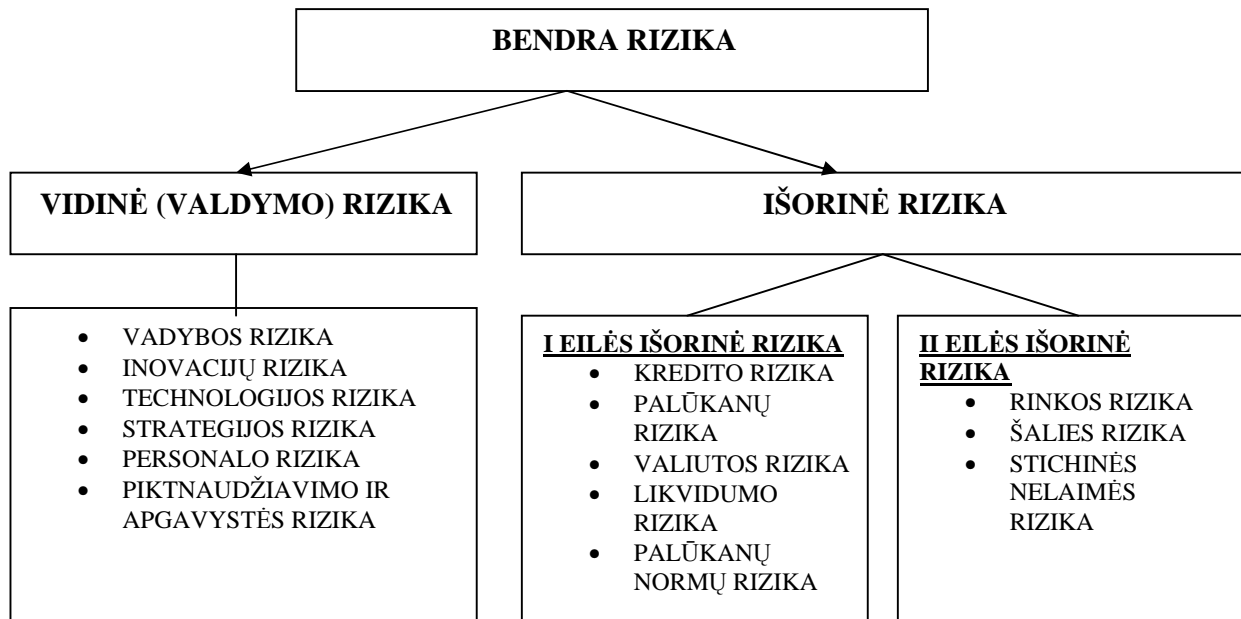 BENDRA RIZIKA
VIDINĖ (VALDYMO) RIZIKA
IŠORINĖ RIZIKA
• VADYBOS RIZIKA
• INOVACIJŲ RIZIKA
• TECHNOLOGIJOS RIZIKA
• STRATEGIJOS RIZIKA
• PERSONALO RIZIKA
• PIKTNAUDŽIAVIMO IR
APGAVYSTĖS RIZIKA
I EILĖS IŠORINĖ RIZIKA
• KREDITO RIZIKA
• PALŪKANŲ
RIZIKA
• VALIUTOS RIZIKA
• LIKVIDUMO
RIZIKA
• PALŪKANŲ
NORMŲ RIZIKA
II EILĖS IŠORINĖ
RIZIKA
• RINKOS RIZIKA
• ŠALIES RIZIKA
• STICHINĖS
NELAIMĖS
RIZIKA